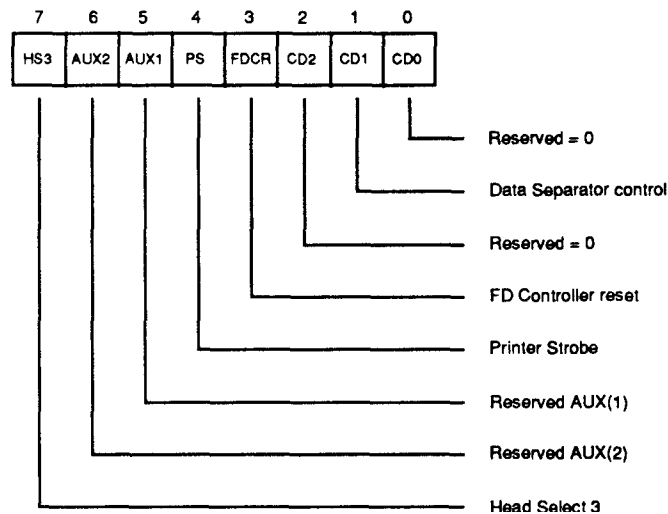 7 6 5 4 3 2 1 0
HS3 AUX2 AUX1 PS FDCR CD2 CD1 CD0
Reserved = 0
Data Separator control
Reserved = 0
FD Controller reset
Printer Strobe
Reserved AUX(1)
Reserved AUX(2)
Head Select 3